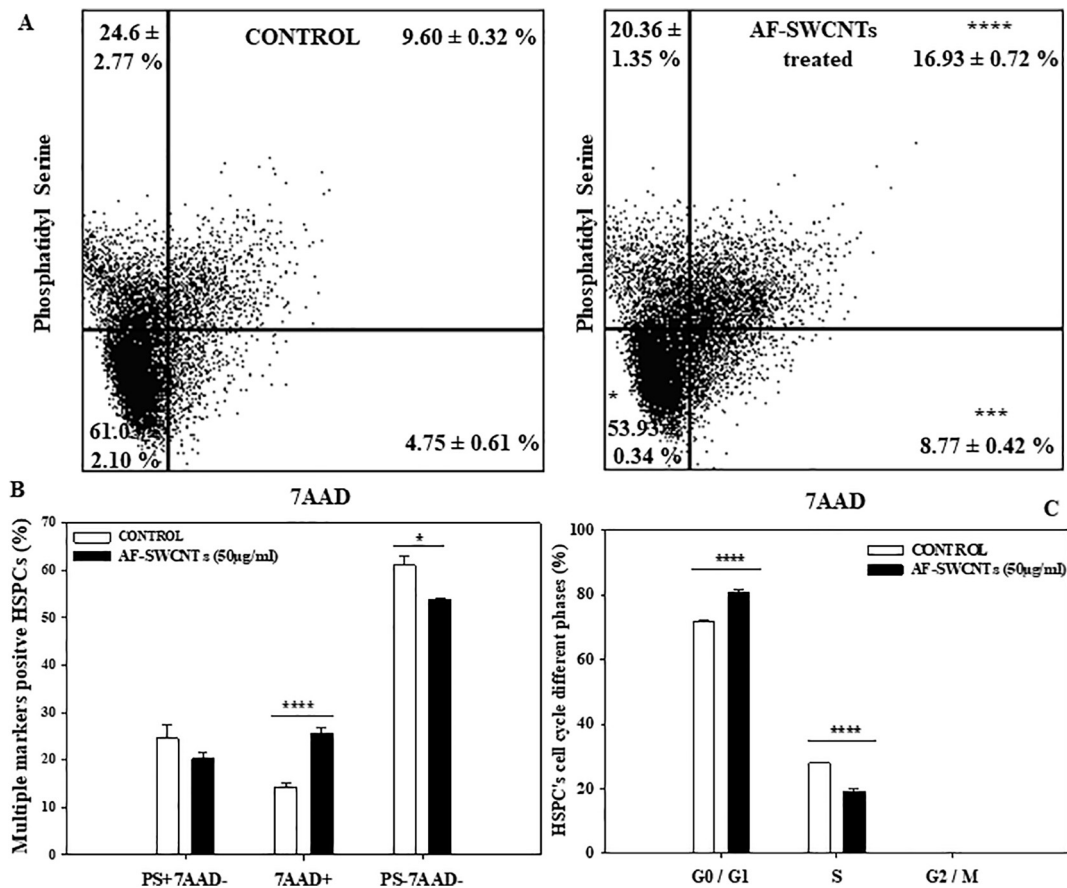 A
24.6 ±
2.77 %
CONTROL
9.60 ± 0.32 %
4.75 ± 0.61 %
61.03
2.10 %
Phosphatidyl Serine
7AAD
20.36 ±
1.35 %
AF-SWCNTs
treated
****
16.93 ± 0.72 %
*
53.93 ±
0.34 %
***
8.77 ± 0.42 %
Phosphatidyl Serine
7AAD
B
Multiple markers positve HSPCs (%)
70
60
50
40
30
20
10
0
CONTROL
AF-SWCNTs (50µg/ml)
****
*
PS+7AAD-
7AAD+
PS-7AAD-
C
HSPC's cell cycle different phases (%)
100
80
60
40
20
0
CONTROL
AF-SWCNTs (50µg/ml)
****
****
G0 / G1
S
G2 / M